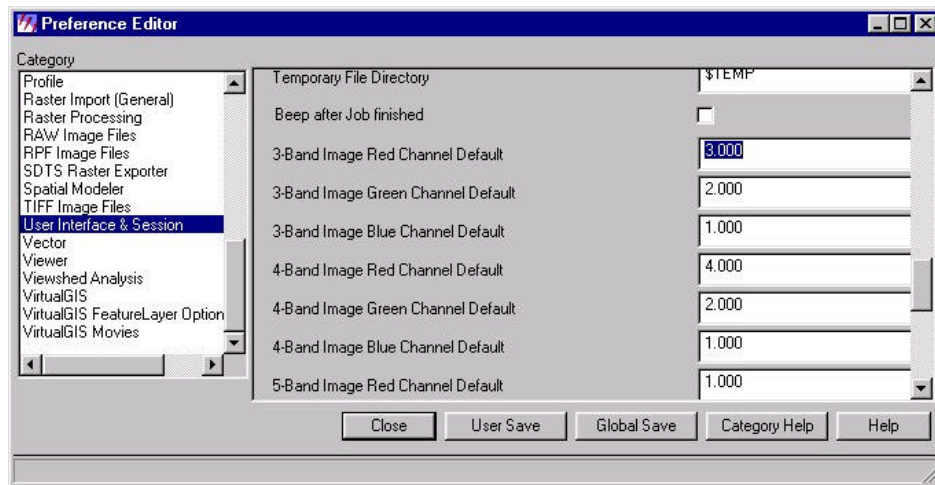 Preference Editor
Category
Profile
Raster Import (General)
Raster Processing
RAW Image Files
RPF Image Files
SDTS Raster Exporter
Spatial Modeler
TIFF Image Files
User Interface & Session
Vector
Viewer
Viewshed Analysis
VirtualGIS
VirtualGIS FeatureLayer Option
VirtualGIS Movies
Temporary File Directory $TEMP
Beep after Job finished
3-Band Image Red Channel Default 3.000
3-Band Image Green Channel Default 2.000
3-Band Image Blue Channel Default 1.000
4-Band Image Red Channel Default 4.000
4-Band Image Green Channel Default 2.000
4-Band Image Blue Channel Default 1.000
5-Band Image Red Channel Default 1.000
Close User Save Global Save Category Help Help